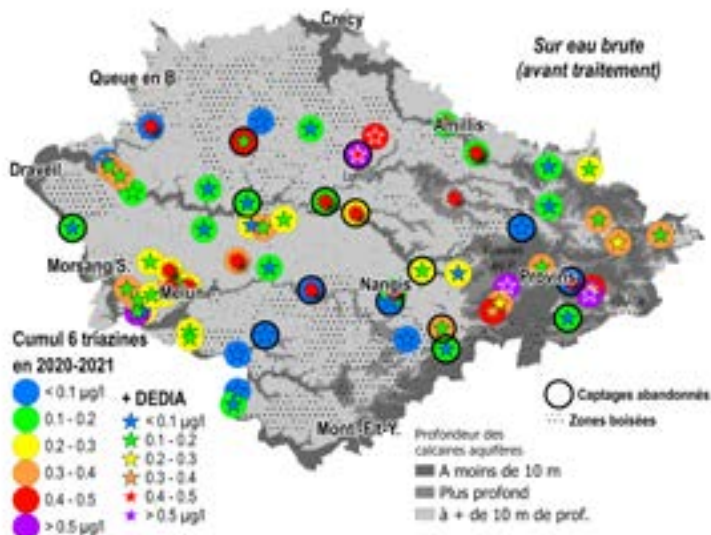 Crecy
Sur eau brute
(avant traitement)
Queue en B
Amillis
Draveil
Morsang S.
Melun
Nangis
Provins
Cumul 6 triazines
en 2020-2021
< 0.1 µg/l
0.1 - 0.2
0.2 - 0.3
0.3 - 0.4
0.4 - 0.5
> 0.5 µg/l
+ DEDIA
< 0.1 µg/l
0.1 - 0.2
0.2 - 0.3
0.3 - 0.4
0.4 - 0.5
> 0.5 µg/l
Mont.-Flt-Y.
Captages abandonnés
Zones boisées
Profondeur des
calcaires aquifères
A moins de 10 m
Plus profond
à + de 10 m de prof.